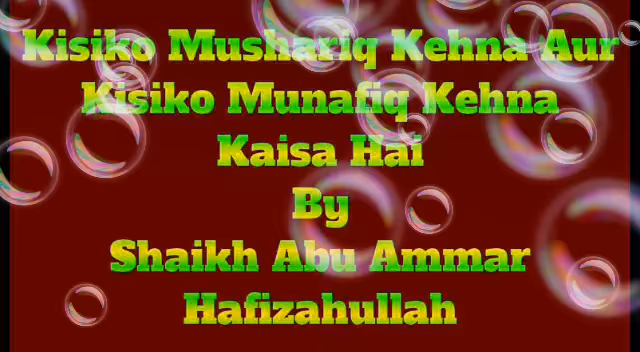 Kisiko Mushariq Kehna Aur
Kisiko Munafiq Kehna
Kaisa Hai
By
Shaikh Abu Ammar
Hafizahullah